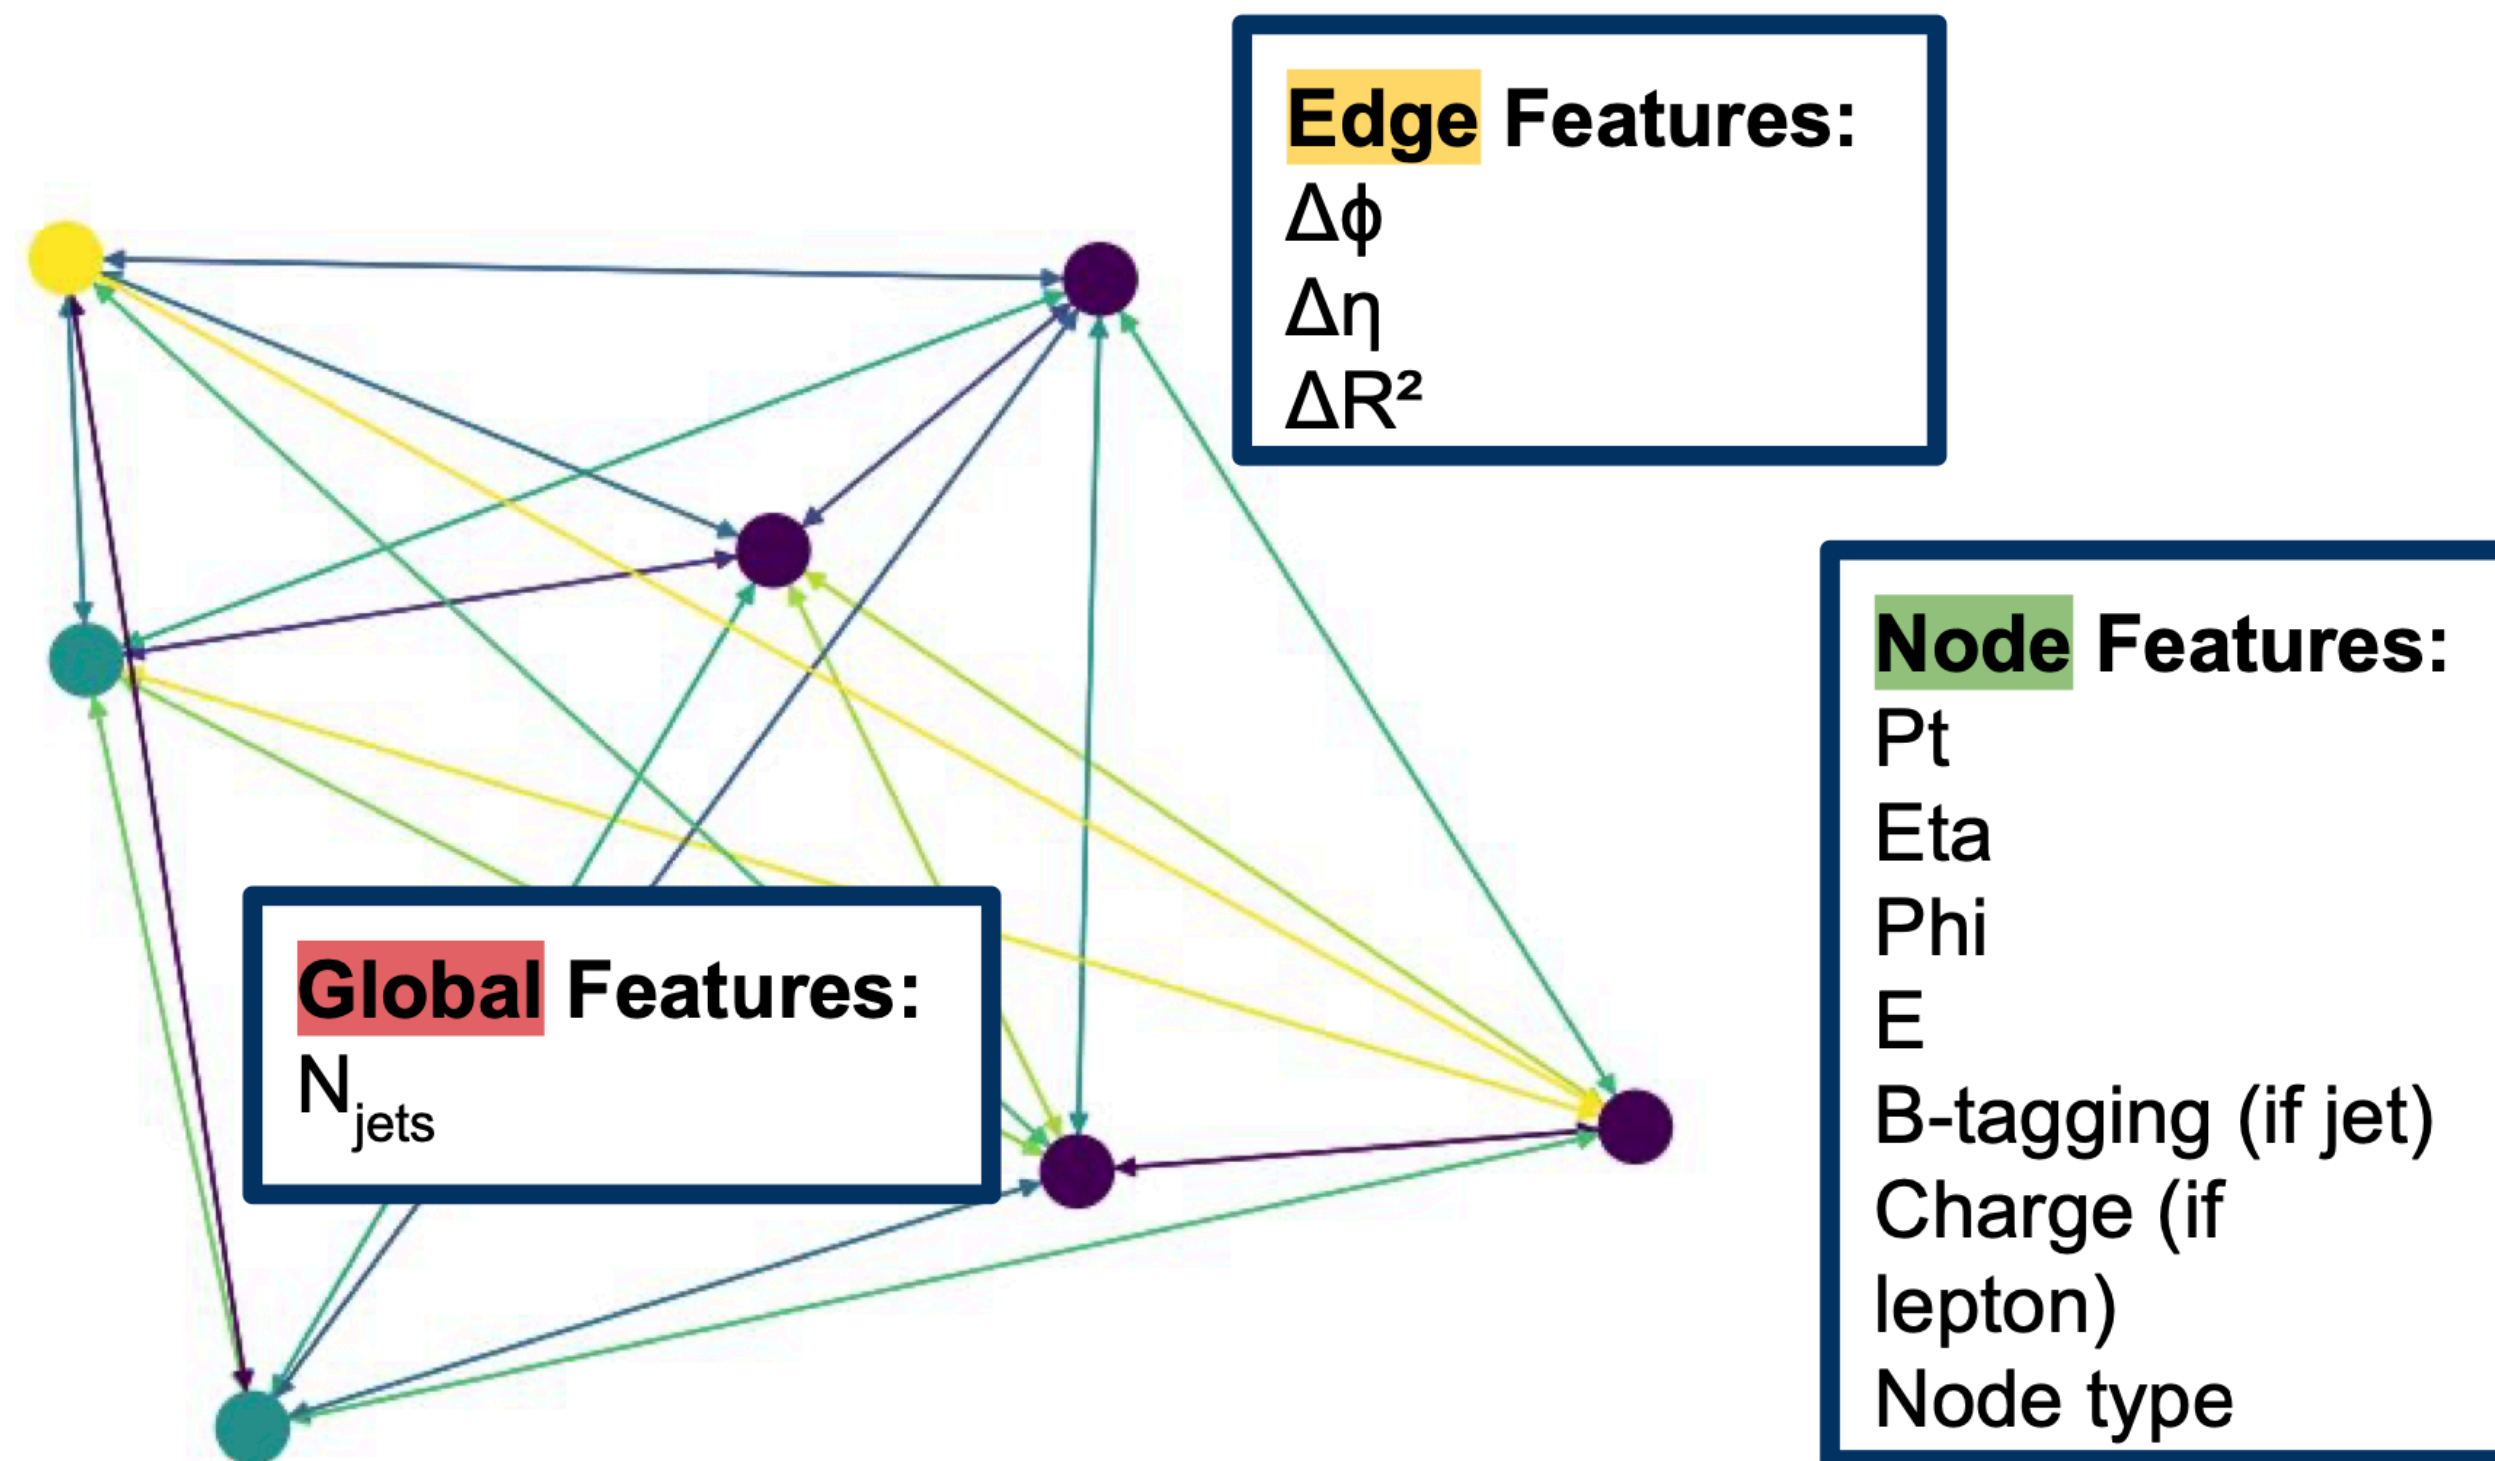 Edge Features:
Δϕ
Δη
ΔR²
Node Features:
Pt
Eta
Phi
E
B-tagging (if jet)
Charge (if
lepton)
Node type
Global Features:
Njets